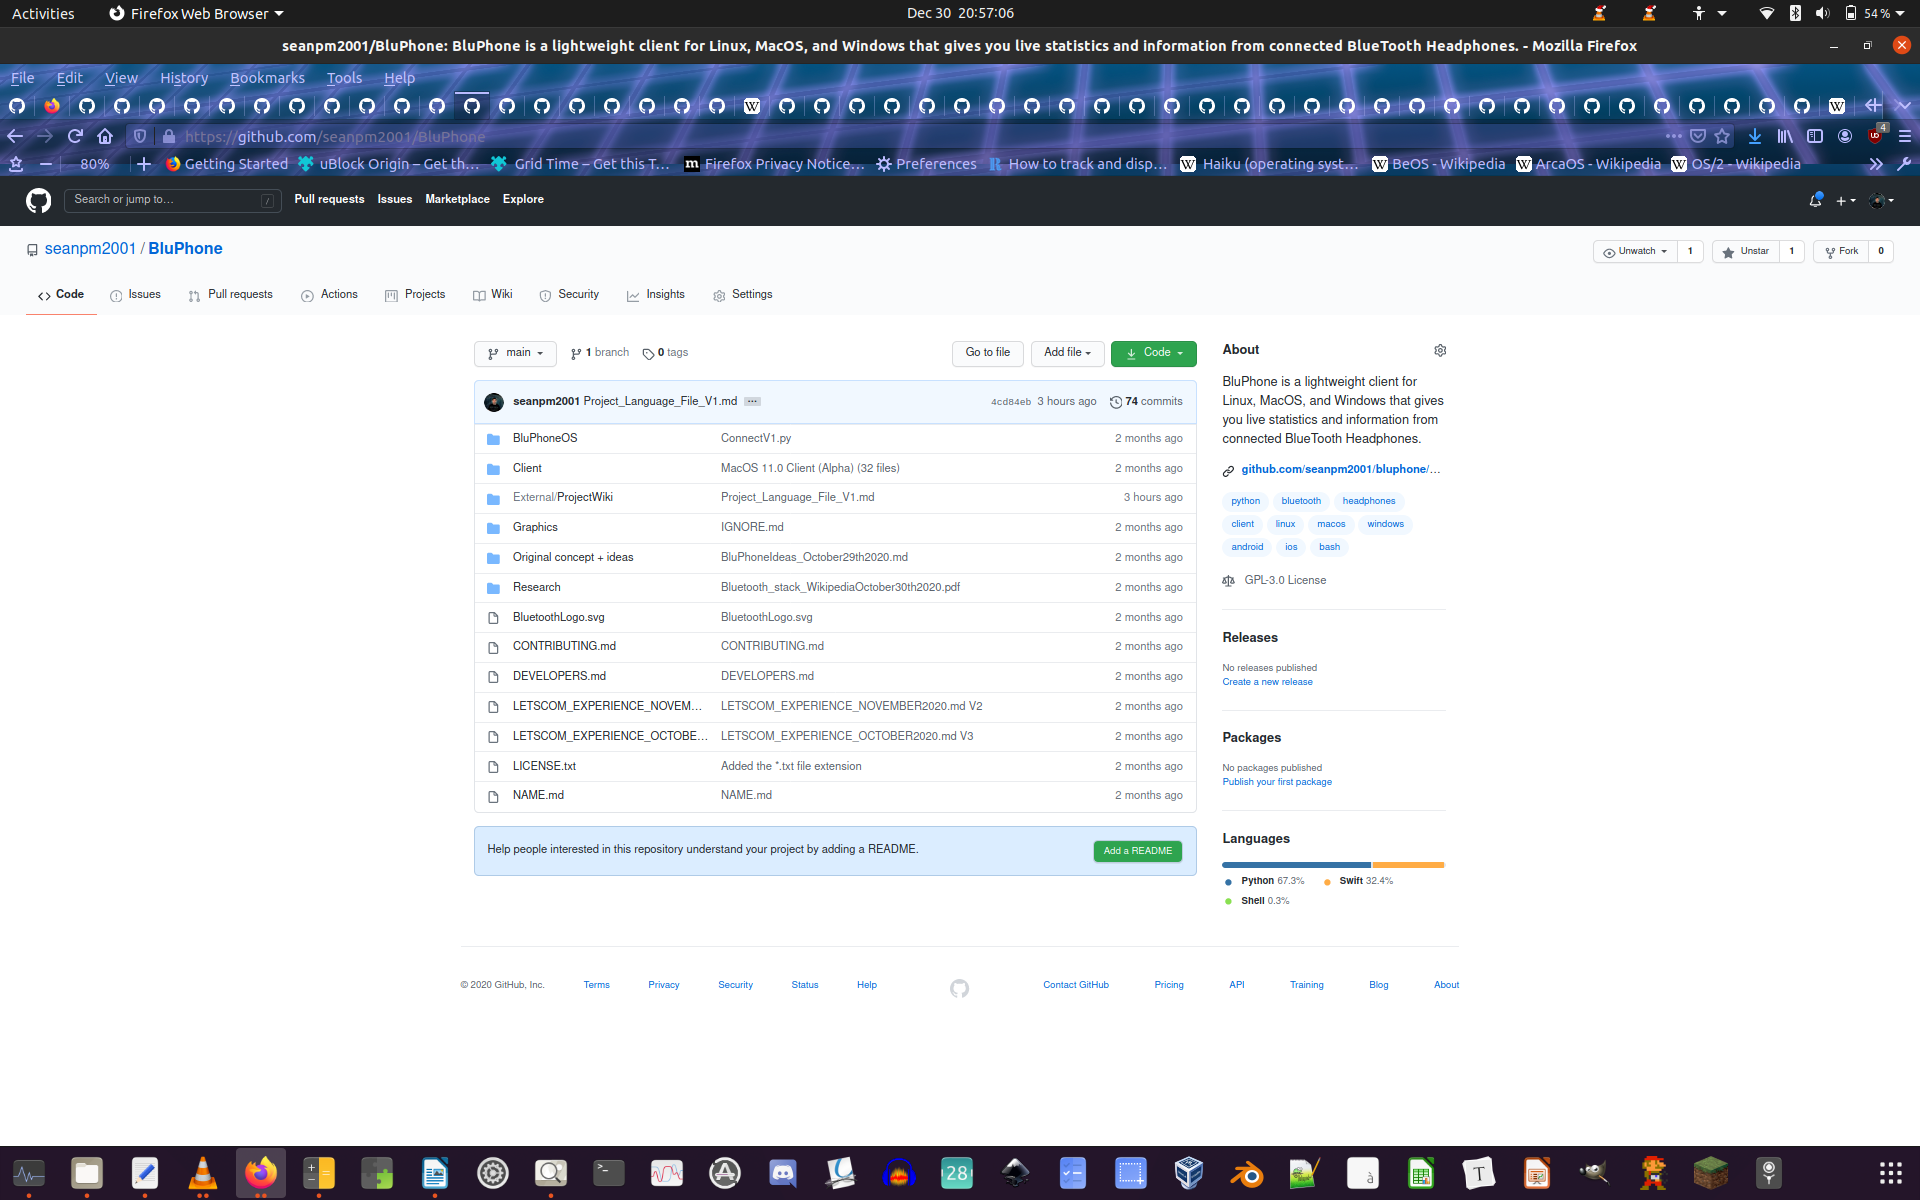 Activities Firefox Web Browser Dec 30 20:57:06 54 %
seanpm2001/BluPhone: BluPhone is a lightweight client for Linux, MacOS, and Windows that gives you live statistics and information from connected BlueTooth Headphones. - Mozilla Firefox
File Edit View History Bookmarks Tools Help
https://github.com/seanpm2001/BluPhone 4
80% Getting Started uBlock Origin – Get th… Grid Time – Get this T… Firefox Privacy Notice… Preferences How to track and disp… Haiku (operating syst… BeOS - Wikipedia ArcaOS - Wikipedia OS/2 - Wikipedia
Search or jump to… / Pull requests Issues Marketplace Explore
seanpm2001 / BluPhone Unwatch 1 Unstar 1 Fork 0
Code Issues Pull requests Actions Projects Wiki Security Insights Settings
main 1 branch 0 tags Go to file Add file Code
seanpm2001 Project_Language_File_V1.md 4cd84eb 3 hours ago 74 commits
BluPhoneOS ConnectV1.py 2 months ago
Client MacOS 11.0 Client (Alpha) (32 files) 2 months ago
External/ProjectWiki Project_Language_File_V1.md 3 hours ago
Graphics IGNORE.md 2 months ago
Original concept + ideas BluPhoneIdeas_October29th2020.md 2 months ago
Research Bluetooth_stack_WikipediaOctober30th2020.pdf 2 months ago
BluetoothLogo.svg BluetoothLogo.svg 2 months ago
CONTRIBUTING.md CONTRIBUTING.md 2 months ago
DEVELOPERS.md DEVELOPERS.md 2 months ago
LETSCOM_EXPERIENCE_NOVEM… LETSCOM_EXPERIENCE_NOVEMBER2020.md V2 2 months ago
LETSCOM_EXPERIENCE_OCTOBE… LETSCOM_EXPERIENCE_OCTOBER2020.md V3 2 months ago
LICENSE.txt Added the *.txt file extension 2 months ago
NAME.md NAME.md 2 months ago
Help people interested in this repository understand your project by adding a README. Add a README
About
BluPhone is a lightweight client for
Linux, MacOS, and Windows that gives
you live statistics and information from
connected BlueTooth Headphones.
github.com/seanpm2001/bluphone/…
python bluetooth headphones
client linux macos windows
android ios bash
GPL-3.0 License
Releases
No releases published
Create a new release
Packages
No packages published
Publish your first package
Languages
Python 67.3% Swift 32.4%
Shell 0.3%
© 2020 GitHub, Inc. Terms Privacy Security Status Help Contact GitHub Pricing API Training Blog About
28